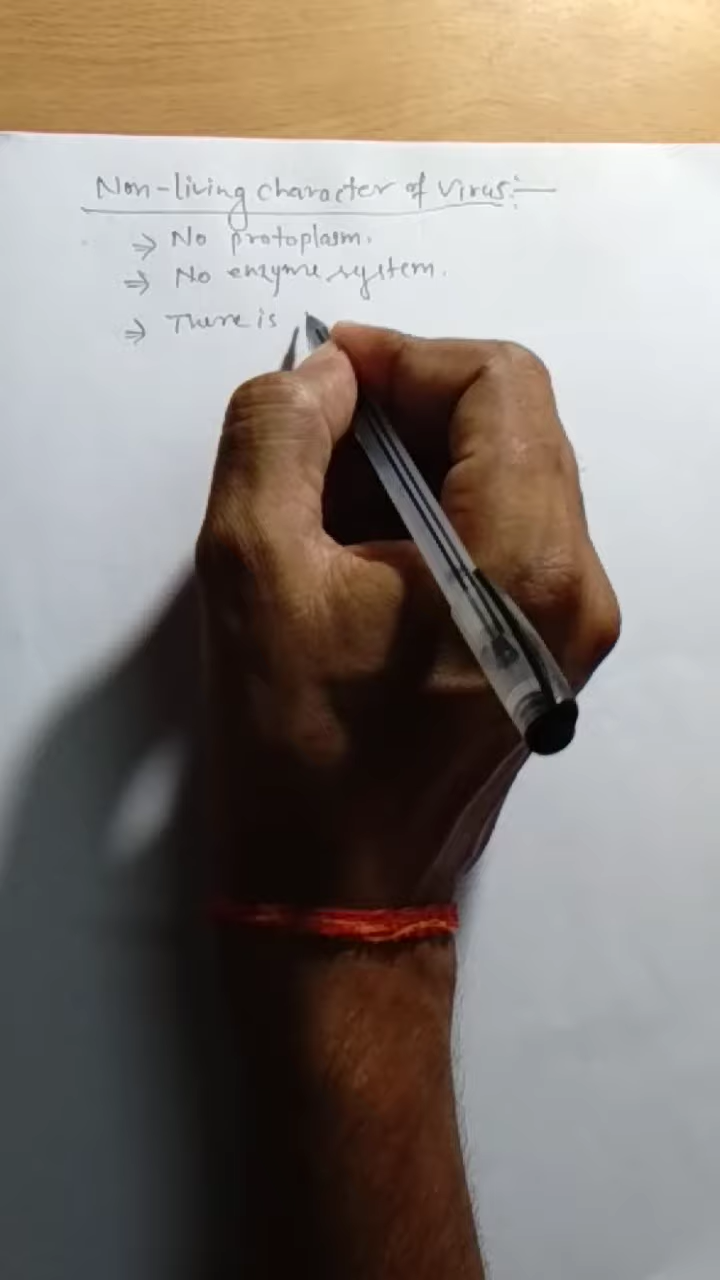 Non-living character of virus:-
⇒ No protoplasm.
⇒ No enzyme system.
⇒ There is